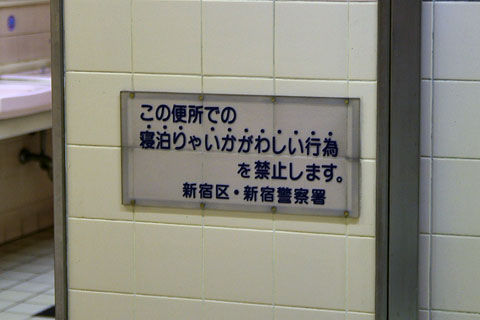 この便所での
寝泊りゃいかがわしい行為
を禁止します。
新宿区・新宿警察署